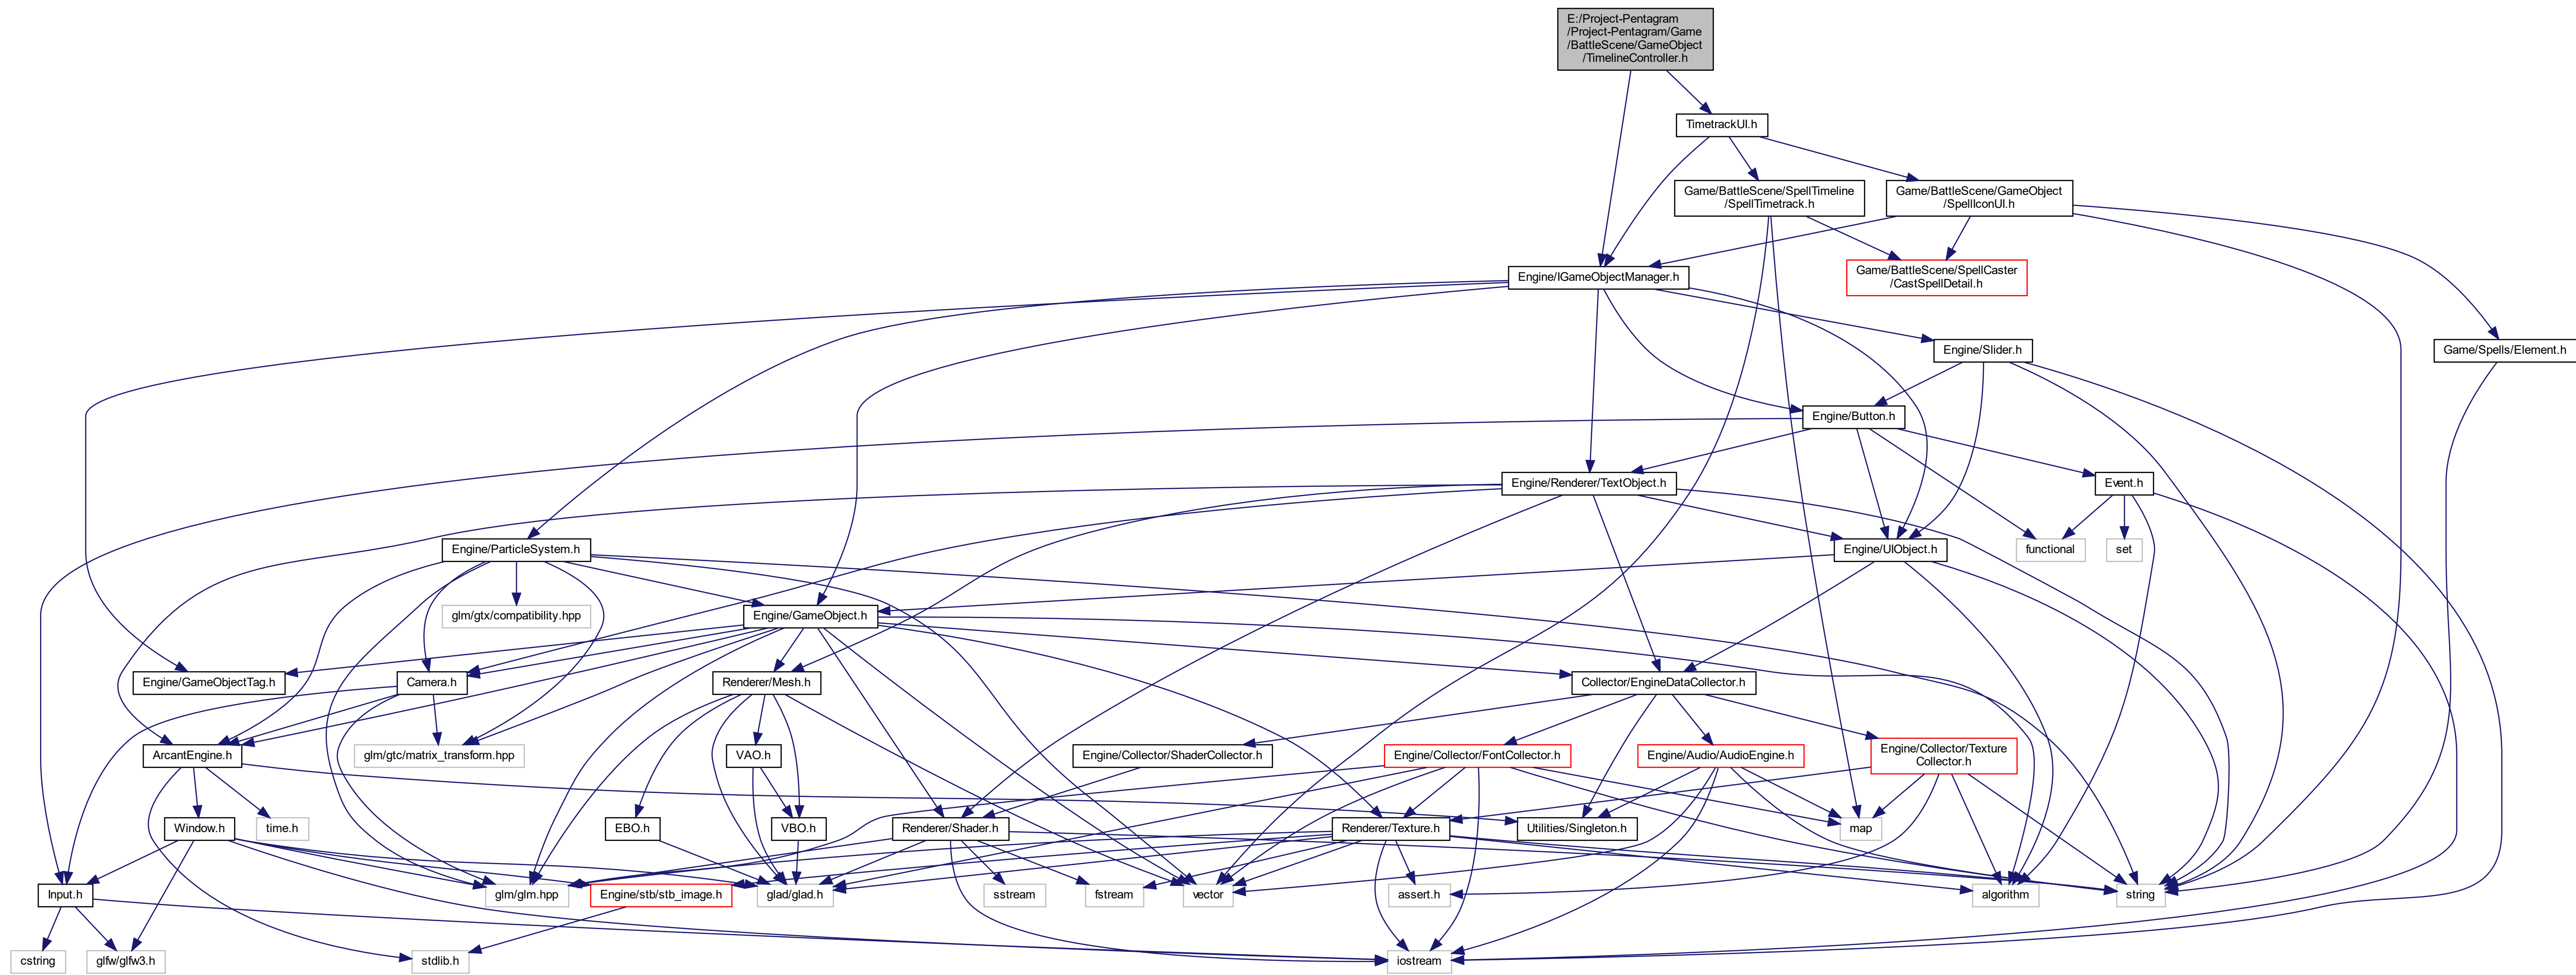 E:/Project-Pentagram
/Project-Pentagram/Game
/BattleScene/GameObject
/TimelineController.h
TimetrackUI.h
Game/BattleScene/SpellTimeline
/SpellTimetrack.h
Game/BattleScene/GameObject
/SpellIconUI.h
Engine/IGameObjectManager.h
Game/BattleScene/SpellCaster
/CastSpellDetail.h
Engine/Slider.h
Game/Spells/Element.h
Engine/Button.h
Engine/Renderer/TextObject.h
Event.h
Engine/ParticleSystem.h
Engine/UIObject.h
functional
set
glm/gtx/compatibility.hpp
Engine/GameObject.h
Engine/GameObjectTag.h
Camera.h
Renderer/Mesh.h
Collector/EngineDataCollector.h
ArcantEngine.h
glm/gtc/matrix_transform.hpp
VAO.h
Engine/Collector/ShaderCollector.h
Engine/Collector/FontCollector.h
Engine/Audio/AudioEngine.h
Engine/Collector/Texture
Collector.h
Window.h
time.h
EBO.h
VBO.h
Renderer/Shader.h
Renderer/Texture.h
Utilities/Singleton.h
map
Input.h
glm/glm.hpp
Engine/stb/stb_image.h
glad/glad.h
sstream
fstream
vector
assert.h
algorithm
string
cstring
glfw/glfw3.h
stdlib.h
iostream